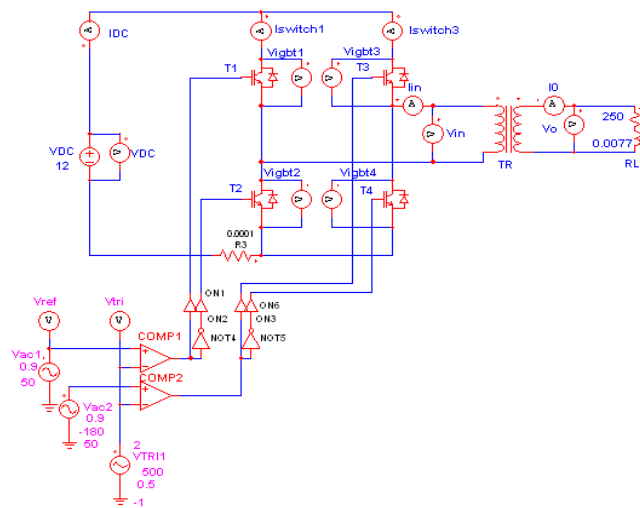 IDC
Iswitch1
Iswitch3
Vigbt1
Vigbt3
T1
T3
Iin
I0
VDC
12
VDC
Vin
TR
Vo
250
0.0077
RL
Vigbt2
Vigbt4
T2
T4
0.0001
R3
ON1
ON2
NOT4
ON6
ON3
NOT5
Vref
Vtri
COMP1
Vac1
0.9
50
COMP2
Vac2
0.9
-180
50
2
VTRI1
500
0.5
-1